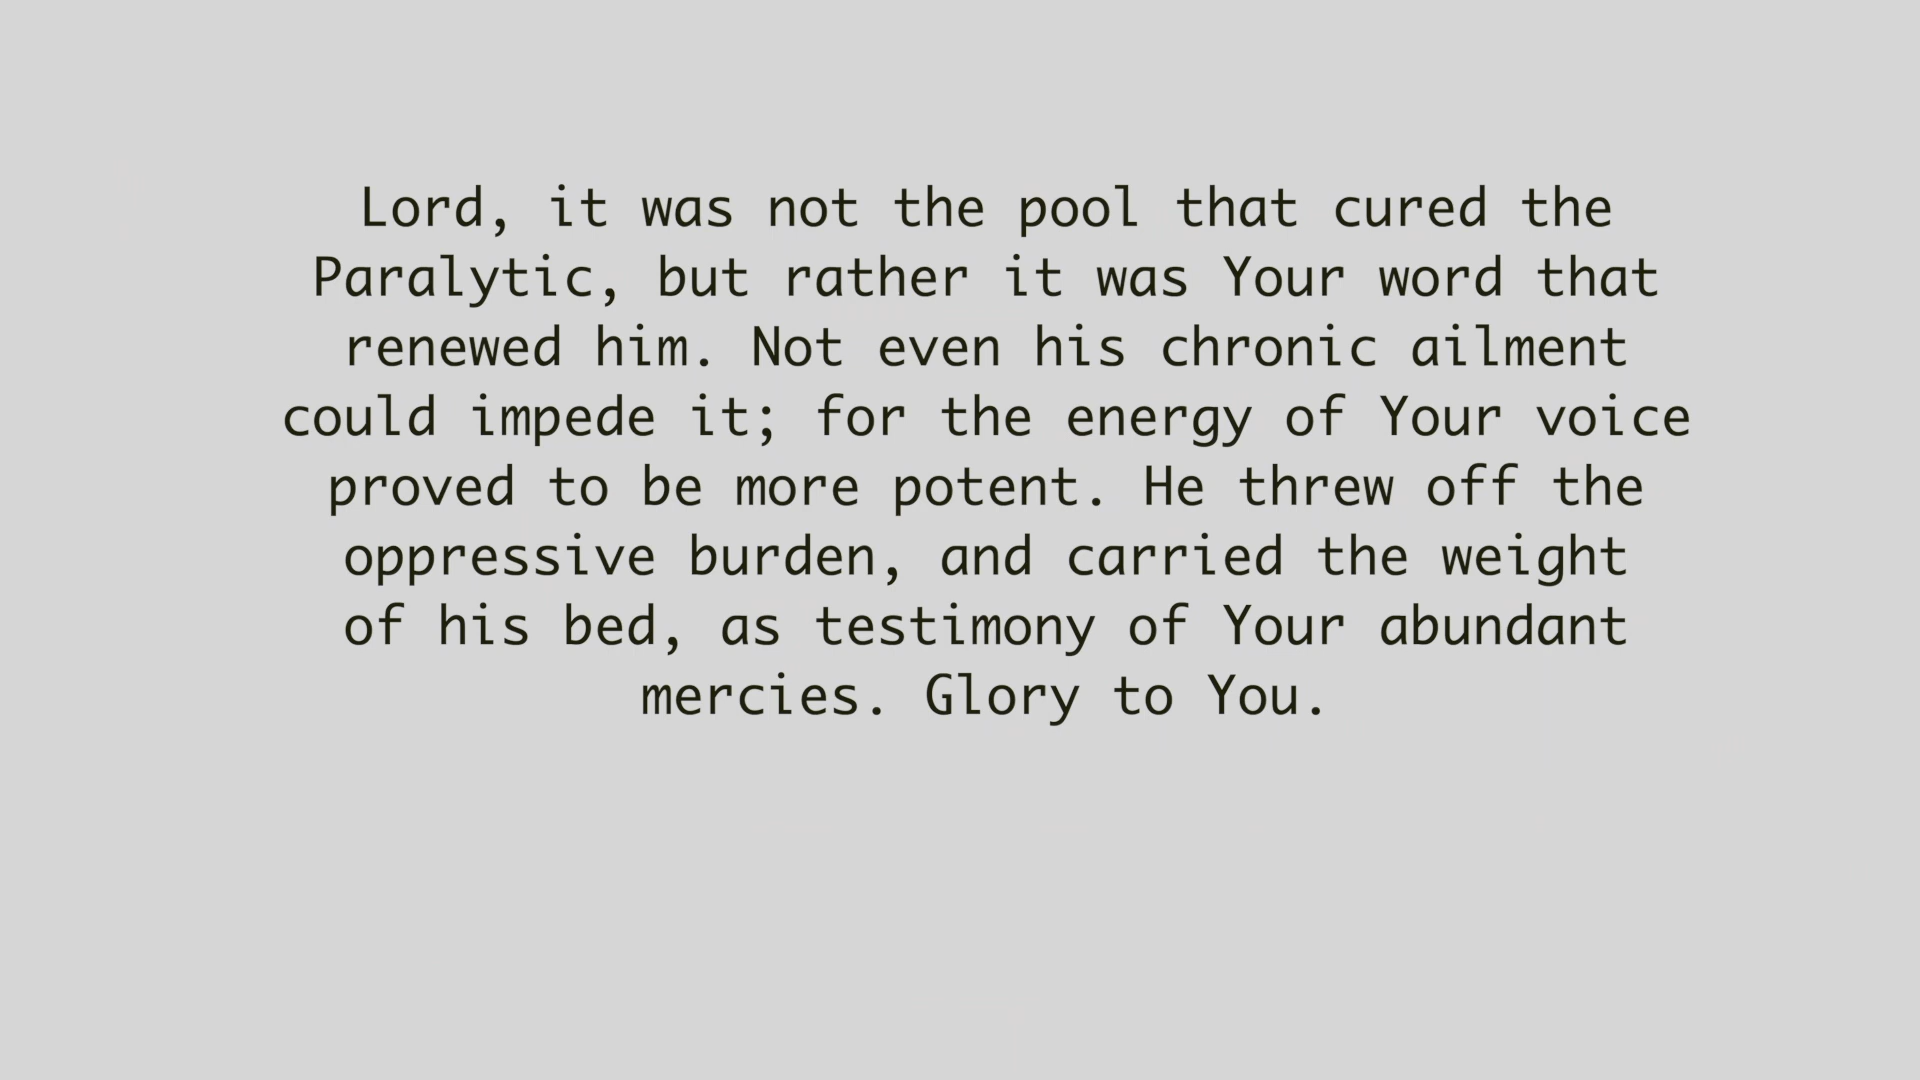 Lord, it was not the pool that cured the
Paralytic, but rather it was Your word that
renewed him. Not even his chronic ailment
could impede it; for the energy of Your voice
proved to be more potent. He threw off the
oppressive burden, and carried the weight
of his bed, as testimony of Your abundant
mercies. Glory to You.